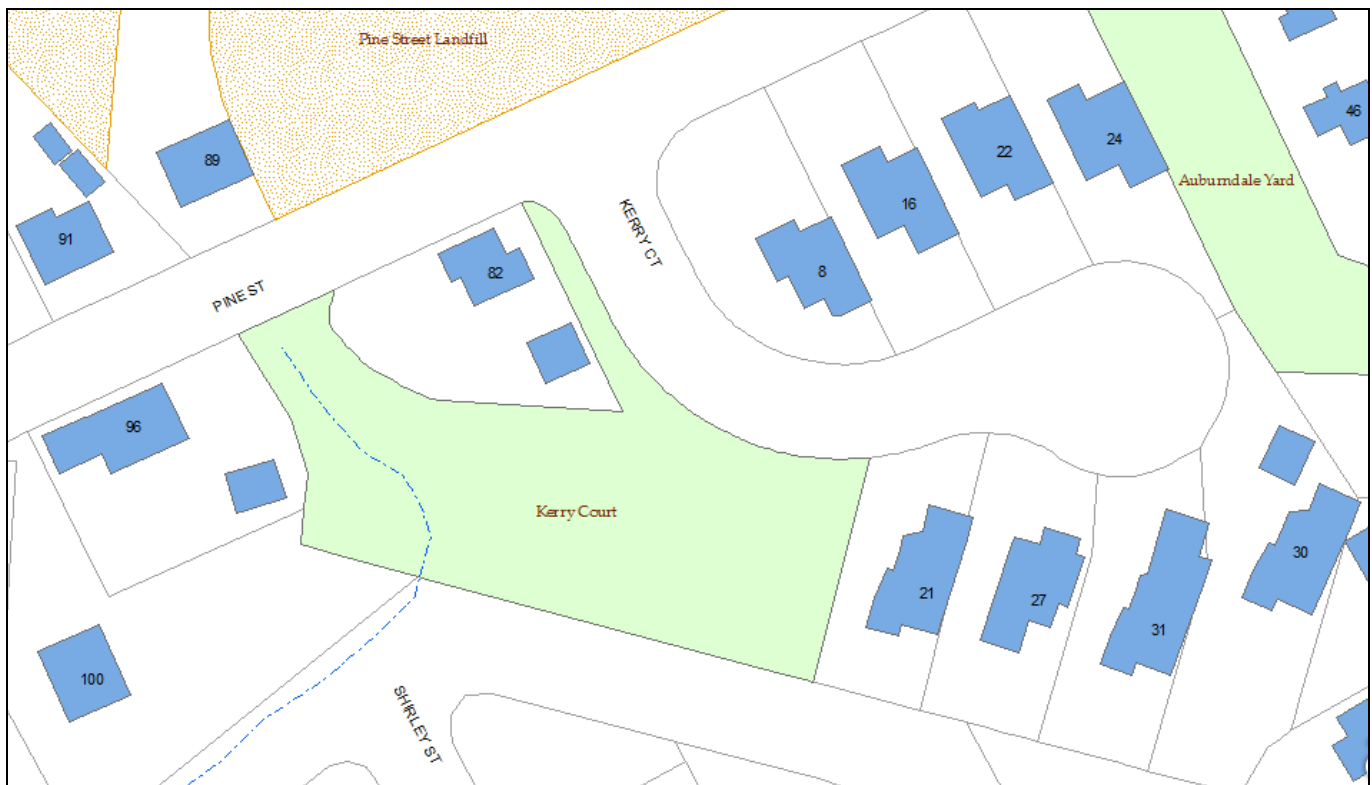 Pine Street Landfill
46
24
22
89
Auburndale Yard
16
KERRY CT
91
82
8
PINE ST
96
Kerry Court
30
21
27
31
100
SHIRLEY ST